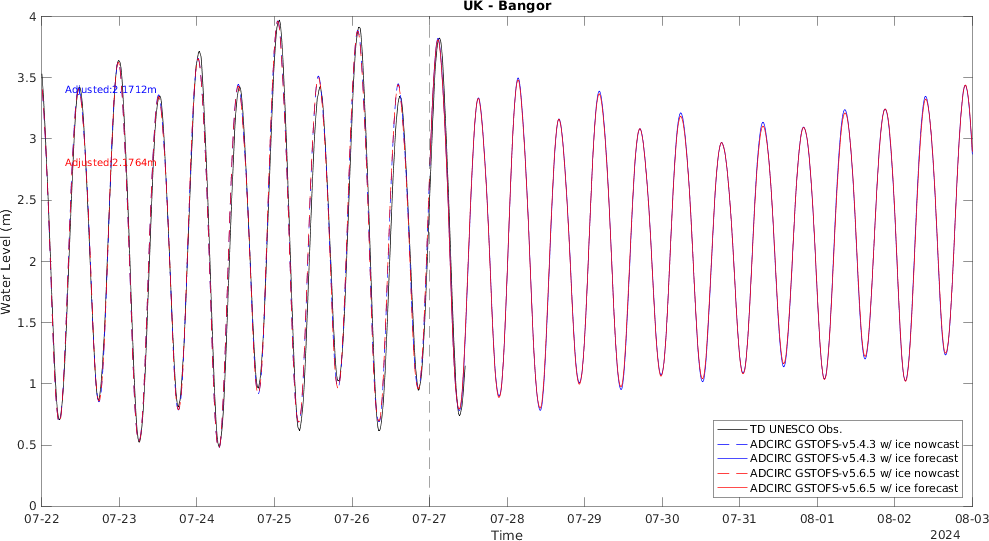 UK - Bangor
4
3.5
3
2.5
2
1.5
1
0.5
0
Water Level (m)
Adjusted:2.1712m
Adjusted:2.1764m
TD UNESCO Obs.
ADCIRC GSTOFS-v5.4.3 w/ ice nowcast
ADCIRC GSTOFS-v5.4.3 w/ ice forecast
ADCIRC GSTOFS-v5.6.5 w/ ice nowcast
ADCIRC GSTOFS-v5.6.5 w/ ice forecast
07-22 07-23 07-24 07-25 07-26 07-27 07-28 07-29 07-30 07-31 08-01 08-02 08-03
Time
2024